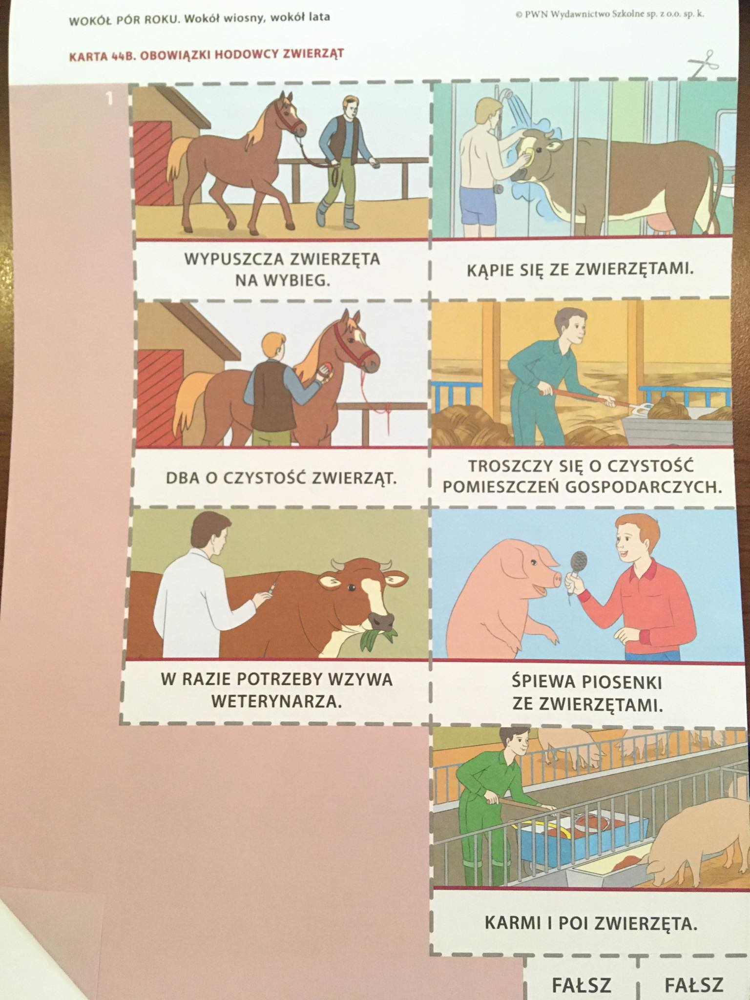 WOKÓŁ PÓR ROKU. Wokół wiosny, wokół lata
© PWN Wydawnictwo Szkolne sp. z o.o. sp. k.
KARTA 44B. OBOWIĄZKI HODOWCY ZWIERZĄT
1
WYPUSZCZA ZWIERZĘTA
NA WYBIEG.
KĄPIE SIĘ ZE ZWIERZĘTAMI.
DBA O CZYSTOŚĆ ZWIERZĄT.
TROSZCZY SIĘ O CZYSTOŚĆ
POMIESZCZEŃ GOSPODARCZYCH.
W RAZIE POTRZEBY WZYWA
WETERYNARZA.
ŚPIEWA PIOSENKI
ZE ZWIERZĘTAMI.
KARMI I POI ZWIERZĘTA.
FAŁSZ
FAŁSZ